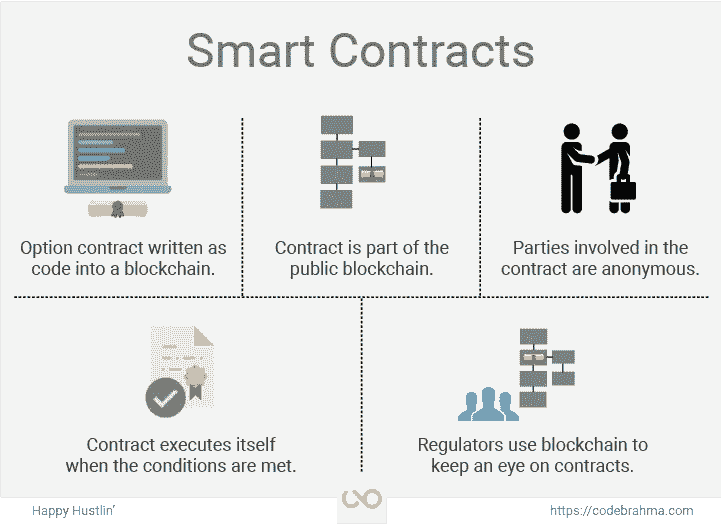 Smart Contracts
Option contract written as
code into a blockchain.
Contract is part of the
public blockchain.
Parties involved in the
contract are anonymous.
Contract executes itself
when the conditions are met.
Regulators use blockchain to
keep an eye on contracts.
Happy Hustlin’
https://codebrahma.com